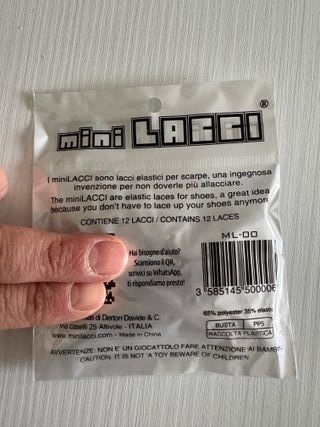 mini LACCI®
I miniLACCI sono lacci elastici per scarpe, una ingegnosa
invenzione per non doverle più allacciare.
The miniLACCI are elastic laces for shoes, a great idea
because you don't have to lace up your shoes anymore
CONTIENE 12 LACCI / CONTAINS 12 LACES
Hai bisogno d'aiuto?
Scansiona il QR,
scrivici su WhatsApp,
ti rispondiamo presto!
ML-00
3 585145 500006
65% polyester 35% elasta
BUSTA PP5
RACCOLTA PLASTICA
di Derton Davide & C.
Via caselli 25 Altivole - ITALIA
www.minilacci.com - Made in China
AVVERTENZE: NON E' UN GIOCATTOLO FARE ATTENZIONE AI BAMBINI
CAUTION: IT IS NOT A TOY BEWARE OF CHILDREN